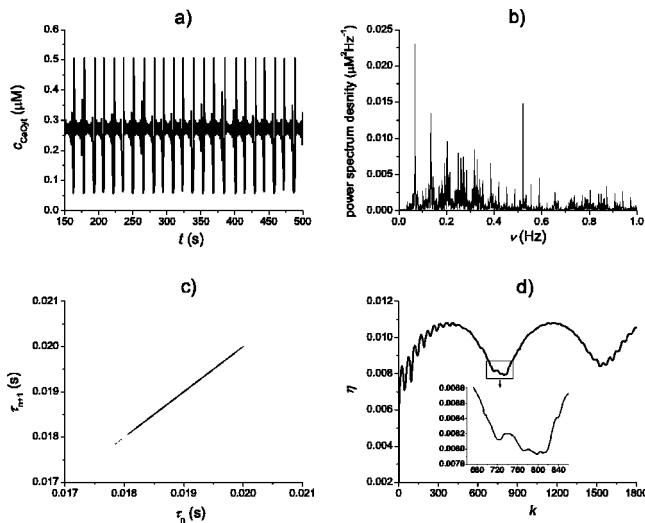 a)
0.6
0.5
0.4
0.3
0.2
0.1
0.0
c_CaCyt (µM)
150 200 250 300 350 400 450 500
t (s)
b)
0.025
0.020
0.015
0.010
0.005
0.000
power spectrum desnity (µM²Hz⁻¹)
0.0 0.2 0.4 0.6 0.8 1.0
ν (Hz)
c)
0.021
0.020
0.019
0.018
0.017
τ_n+1 (s)
0.017 0.018 0.019 0.020 0.021
τ_n (s)
d)
0.012
0.010
0.008
0.006
0.004
0.002
η
0.0086
0.0084
0.0082
0.0080
0.0078
680 720 760 800 840
0 300 600 900 1200 1500 1800
k